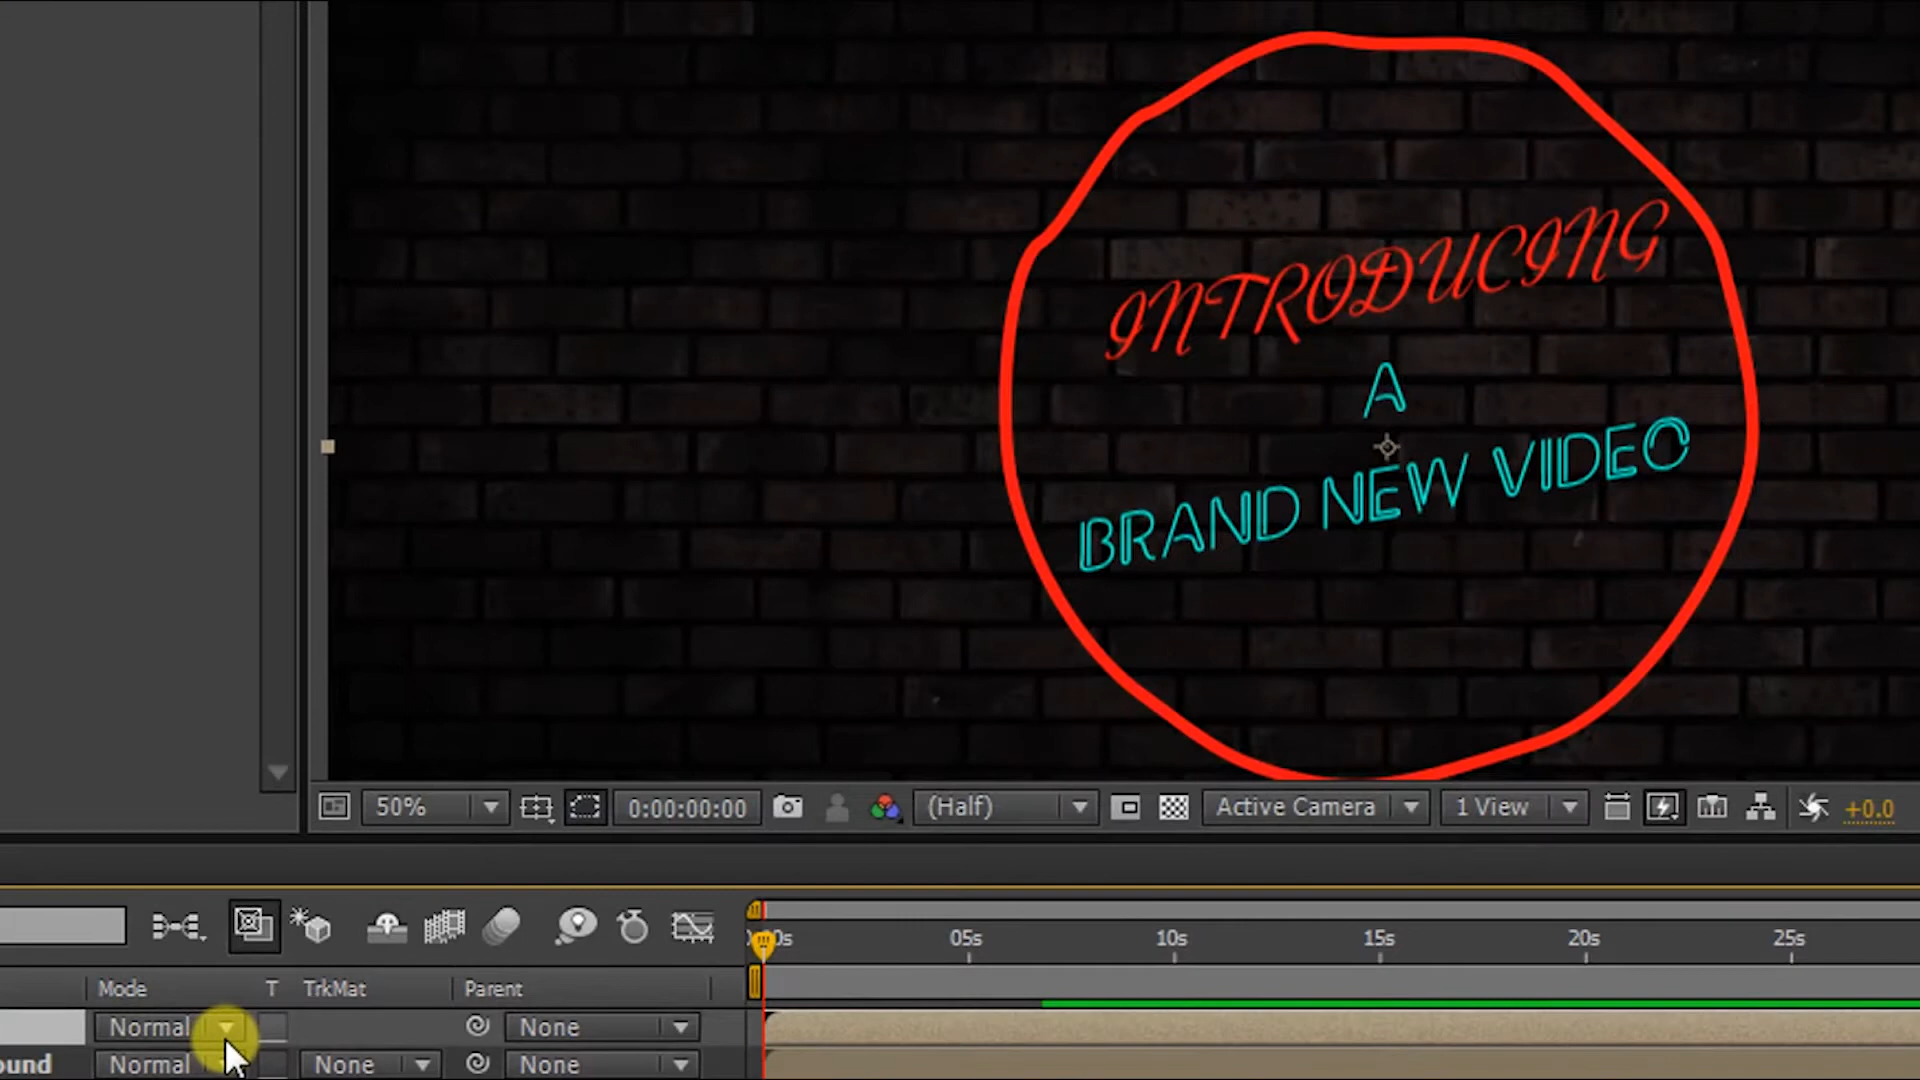 INTRODUCING
A
BRAND NEW VIDEO
50%
0:00:00:00
(Half)
Active Camera
1 View
+0.0
05s
10s
15s
20s
25s
Mode
T
TrkMat
Parent
Normal
None
ound
Normal
None
None